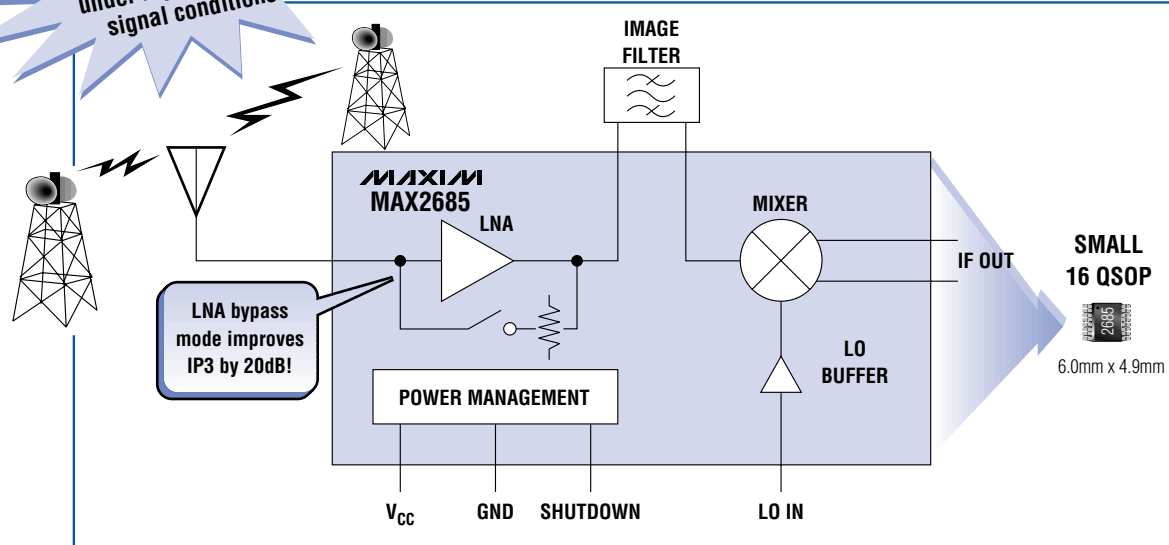 signal conditions
IMAGE
FILTER
MAXIM
MAX2685
LNA
MIXER
IF OUT
SMALL
16 QSOP
2685
6.0mm x 4.9mm
LNA bypass
mode improves
IP3 by 20dB!
LO
BUFFER
POWER MANAGEMENT
VCC
GND
SHUTDOWN
LO IN